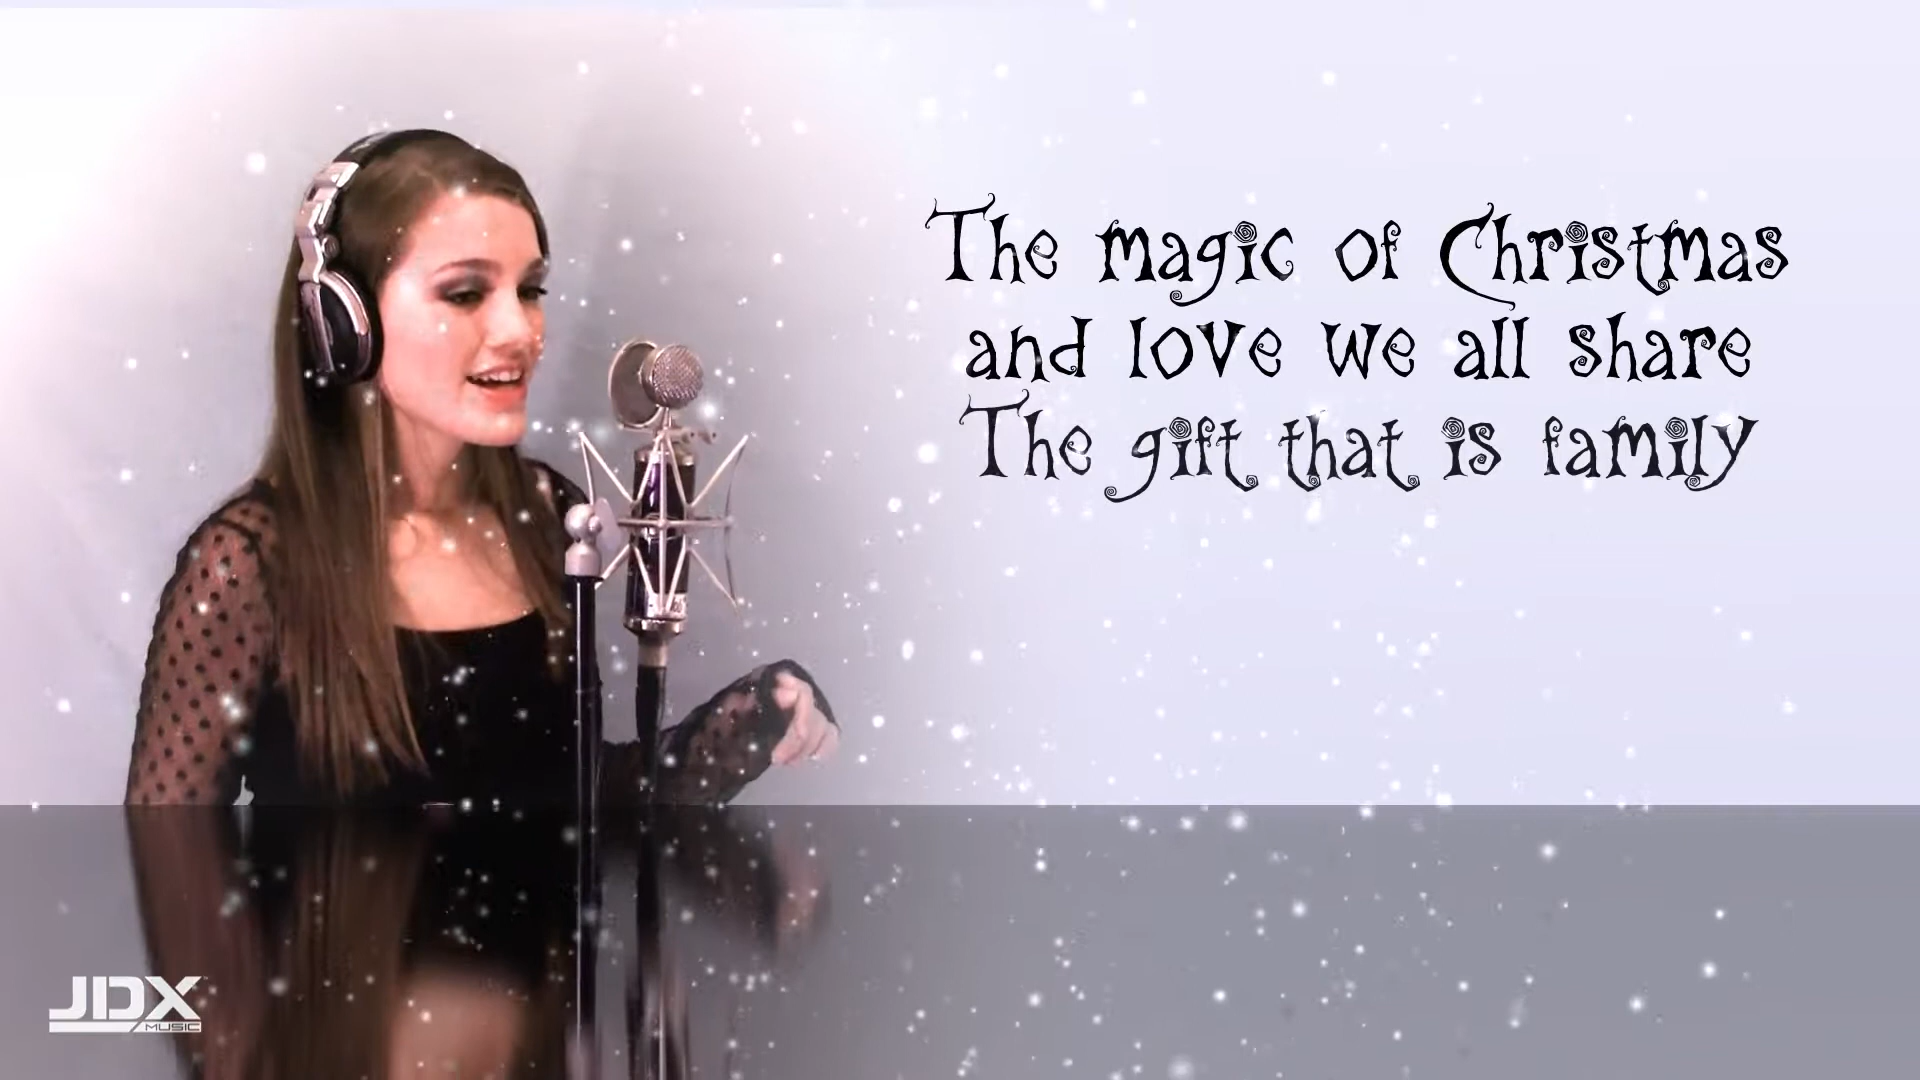 The magic of Christmas
and love we all share
The gift that is family
JDX
MUSIC